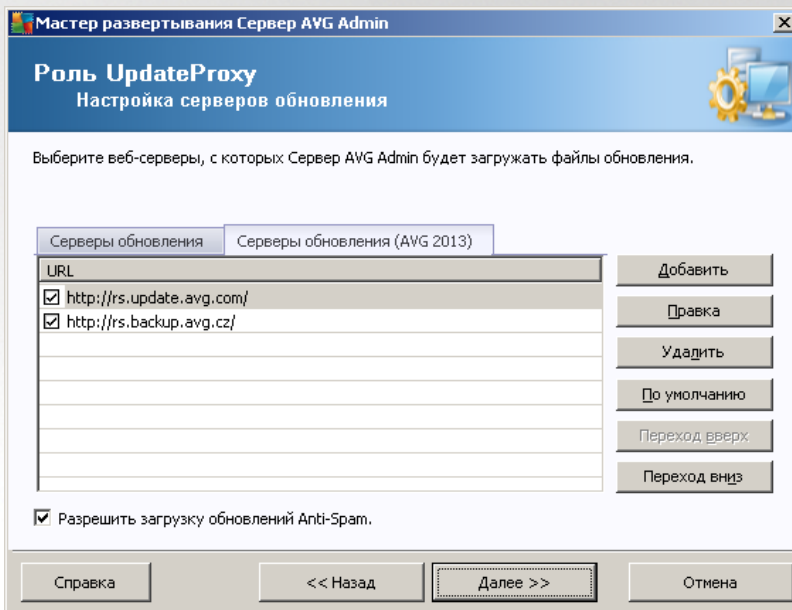 Мастер развертывания Сервер AVG Admin
Роль UpdateProxy
Настройка серверов обновления
Выберите веб-серверы, с которых Сервер AVG Admin будет загружать файлы обновления.
Серверы обновления
Серверы обновления (AVG 2013)
URL
http://rs.update.avg.com/
http://rs.backup.avg.cz/
Добавить
Правка
Удалить
По умолчанию
Переход вверх
Переход вниз
Разрешить загрузку обновлений Anti-Spam.
Справка
<< Назад
Далее >>
Отмена